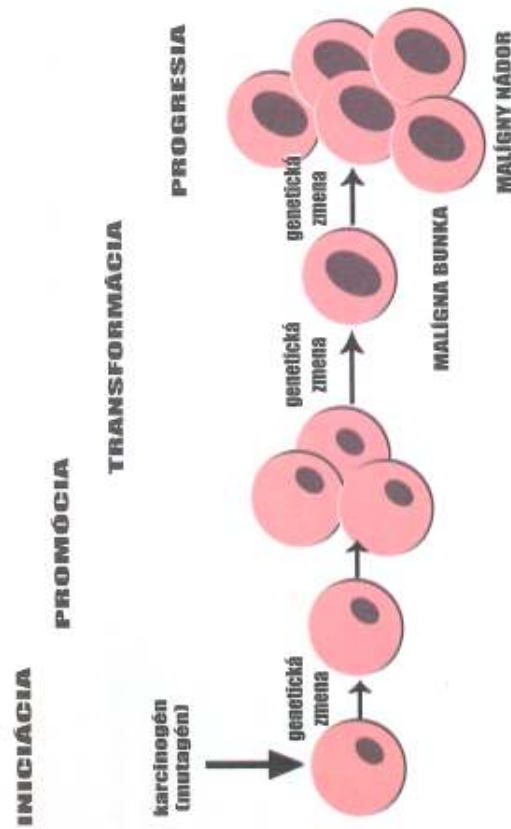 INICIÁCIA
PROMÓCIA
TRANSFORMÁCIA
PROGRESIA
karcinogén
(mutagén)
genetická
zmena
genetická
zmena
genetická
zmena
MALÍGNA BUNKA
MALÍGNY NÁDOR